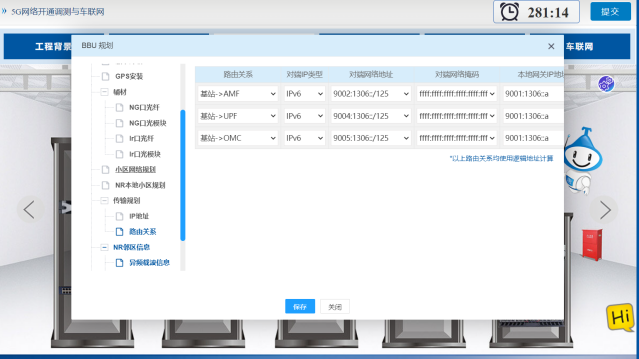 » 5G网络开通调测与车联网
281:14
提交
工程背景
车联网
BBU 规划
×
GPS安装
辅材
NG口光纤
NG口光模块
Ir口光纤
Ir口光模块
小区网络规划
NR本地小区规划
传输规划
IP地址
路由关系
NR邻区信息
异频载波信息
路由关系 对端IP类型 对端网络地址 对端网络掩码 本地网关IP地
基站->AMF IPv6 9002:1306::/125 ffff:ffff:ffff:ffff:ffff:ffff:fff 9001:1306::a
基站->UPF IPv6 9004:1306::/125 ffff:ffff:ffff:ffff:ffff:ffff:fff 9001:1306::a
基站->OMC IPv6 9005:1306::/125 ffff:ffff:ffff:ffff:ffff:ffff:fff 9001:1306::a
*以上路由关系均使用逻辑地址计算
保存 关闭
Hi